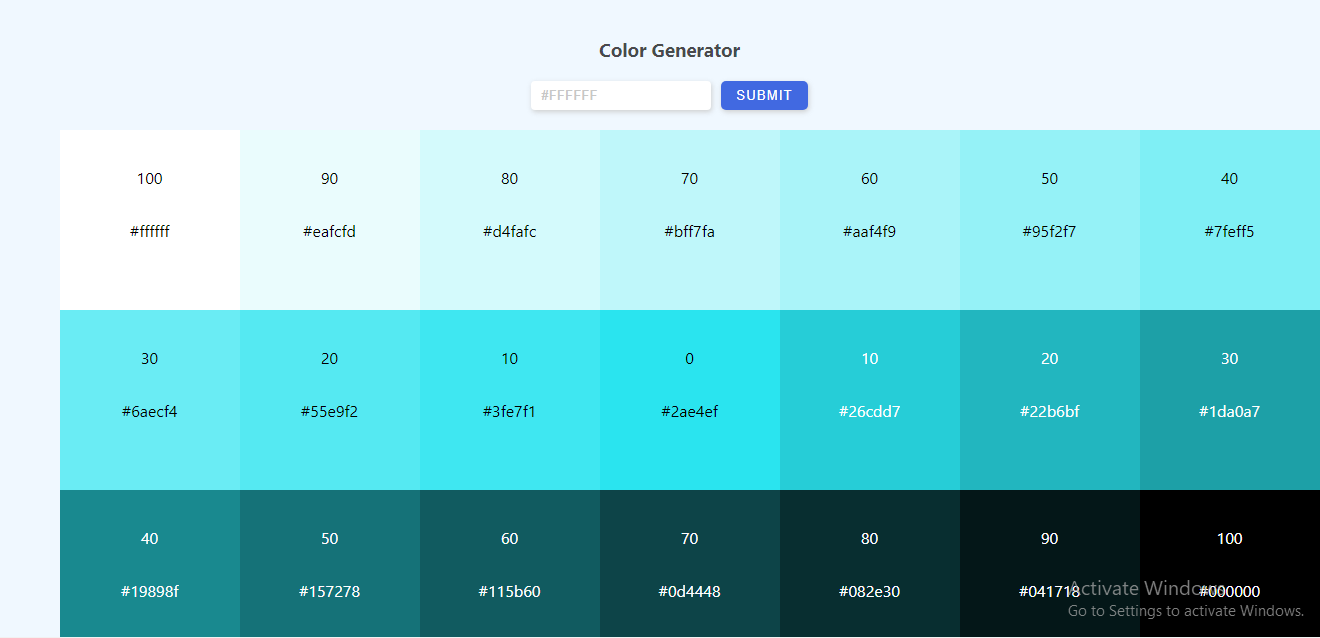 Color Generator
#FFFFFF SUBMIT
100 90 80 70 60 50 40
#ffffff #eafcfd #d4fafc #bff7fa #aaf4f9 #95f2f7 #7feff5
30 20 10 0 10 20 30
#6aecf4 #55e9f2 #3fe7f1 #2ae4ef #26cdd7 #22b6bf #1da0a7
40 50 60 70 80 90 100
#19898f #157278 #115b60 #0d4448 #082e30 #041718 #000000
Activate Windows
Go to Settings to activate Windows.